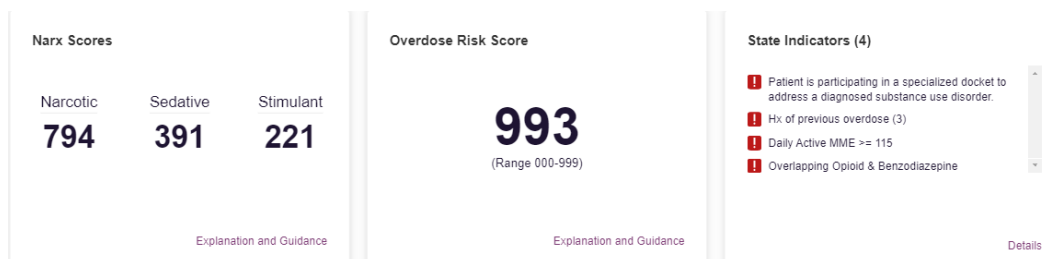 Narx Scores
Narcotic Sedative Stimulant
794 391 221
Explanation and Guidance
Overdose Risk Score
993
(Range 000-999)
Explanation and Guidance
State Indicators (4)
Patient is participating in a specialized docket to
address a diagnosed substance use disorder.
Hx of previous overdose (3)
Daily Active MME >= 115
Overlapping Opioid & Benzodiazepine
Details